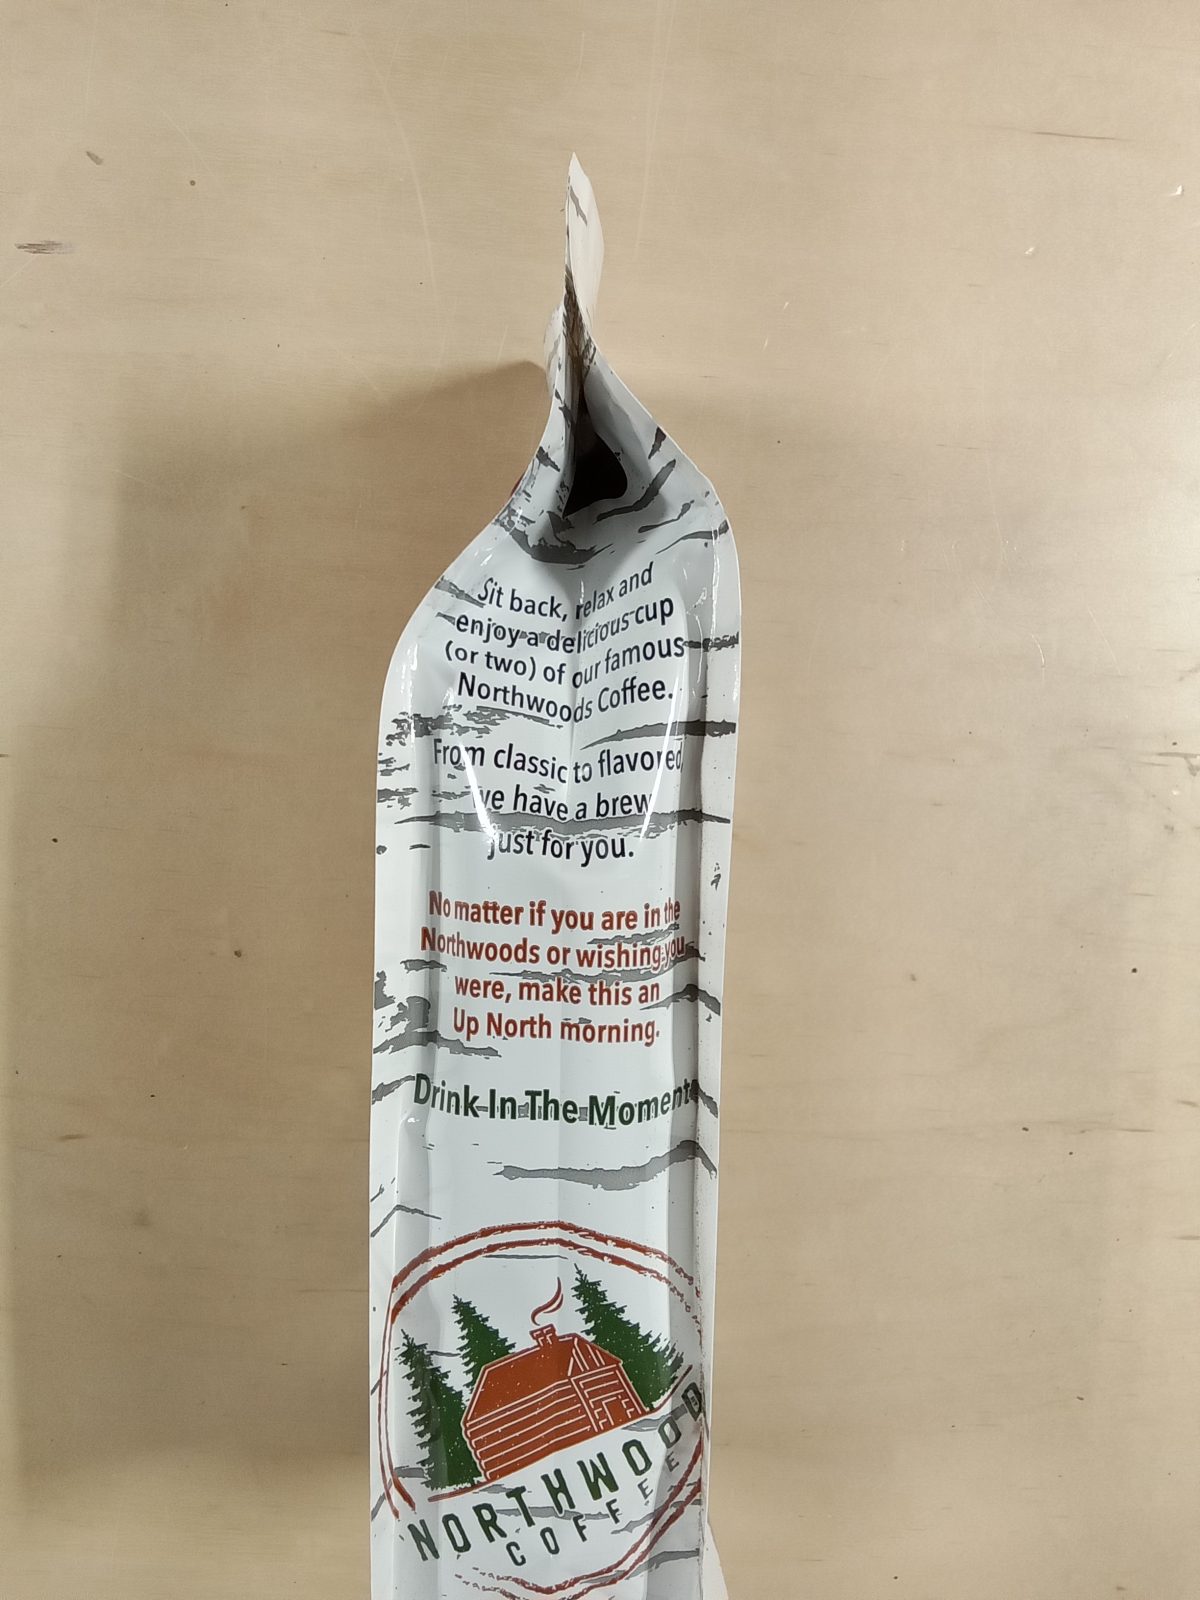 Sit back, relax and
enjoy a delicious cup
(or two) of our famous
Northwoods Coffee.
From classic to flavored,
we have a brew
just for you.
No matter if you are in the
Northwoods or wishing you
were, make this an
Up North morning.
Drink In The Moment
NORTHWOOD
COFFEE